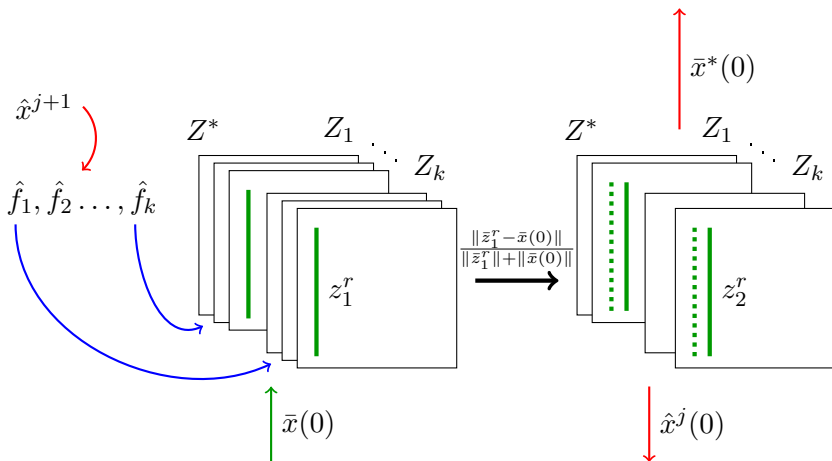 x̄*(0)
x̂^{j+1}
Z* Z_1 ⋱ Z_k
Z* Z_1 ⋱ Z_k
f̂_1, f̂_2 …, f̂_k
z_1^r
‖z̄_1^r − x̄(0)‖
‖z̄_1^r‖+‖x̄(0)‖
z_2^r
x̄(0)
x̂^j(0)